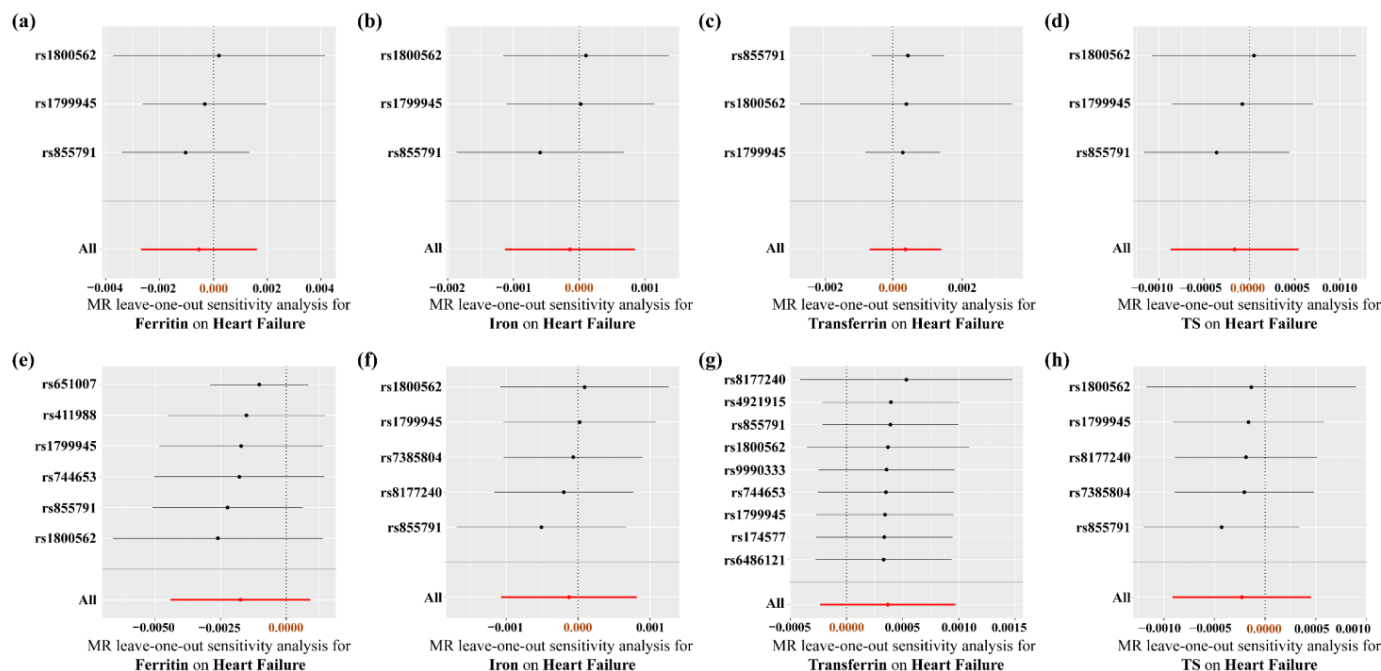 (a)
rs1800562
rs1799945
rs855791
All
−0.004 −0.002 0.000 0.002 0.004
MR leave-one-out sensitivity analysis for
Ferritin on Heart Failure
(b)
rs1800562
rs1799945
rs855791
All
−0.002 −0.001 0.000 0.001
MR leave-one-out sensitivity analysis for
Iron on Heart Failure
(c)
rs855791
rs1800562
rs1799945
All
−0.002 0.000 0.002
MR leave-one-out sensitivity analysis for
Transferrin on Heart Failure
(d)
rs1800562
rs1799945
rs855791
All
−0.0010 −0.0005 0.0000 0.0005 0.0010
MR leave-one-out sensitivity analysis for
TS on Heart Failure
(e)
rs651007
rs411988
rs1799945
rs744653
rs855791
rs1800562
All
−0.0050 −0.0025 0.0000
MR leave-one-out sensitivity analysis for
Ferritin on Heart Failure
(f)
rs1800562
rs1799945
rs7385804
rs8177240
rs855791
All
−0.001 0.000 0.001
MR leave-one-out sensitivity analysis for
Iron on Heart Failure
(g)
rs8177240
rs4921915
rs855791
rs1800562
rs9990333
rs744653
rs1799945
rs174577
rs6486121
All
−0.0005 0.0000 0.0005 0.0010 0.0015
MR leave-one-out sensitivity analysis for
Transferrin on Heart Failure
(h)
rs1800562
rs1799945
rs8177240
rs7385804
rs855791
All
−0.0010 −0.0005 0.0000 0.0005 0.0010
MR leave-one-out sensitivity analysis for
TS on Heart Failure